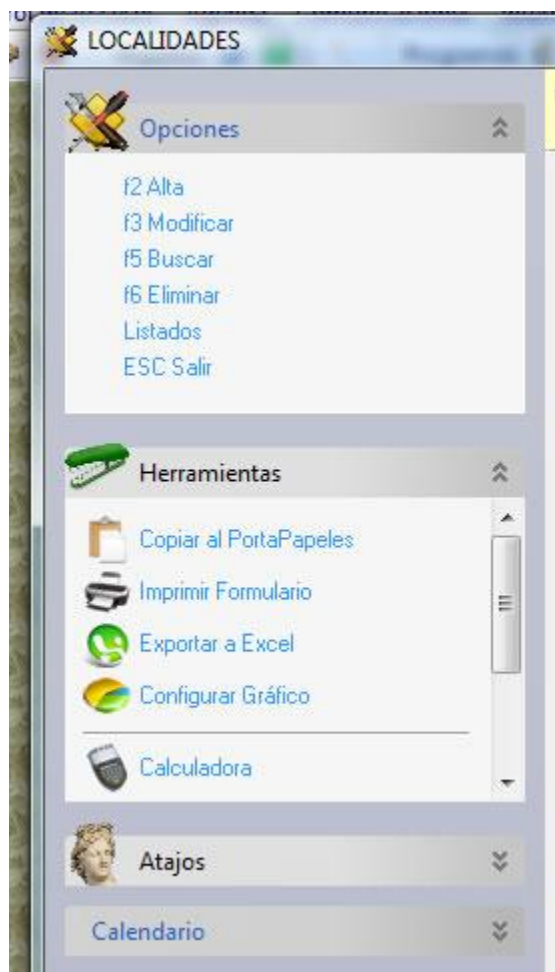 LOCALIDADES
Opciones
f2 Alta
f3 Modificar
f5 Buscar
f6 Eliminar
Listados
ESC Salir
Herramientas
Copiar al PortaPapeles
Imprimir Formulario
Exportar a Excel
Configurar Gráfico
Calculadora
Atajos
Calendario